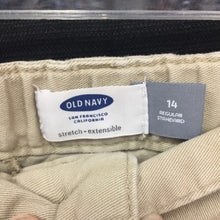 OLD NAVY
SAN FRANCISCO
CALIFORNIA
stretch • extensible
14
REGULAR
STANDARD